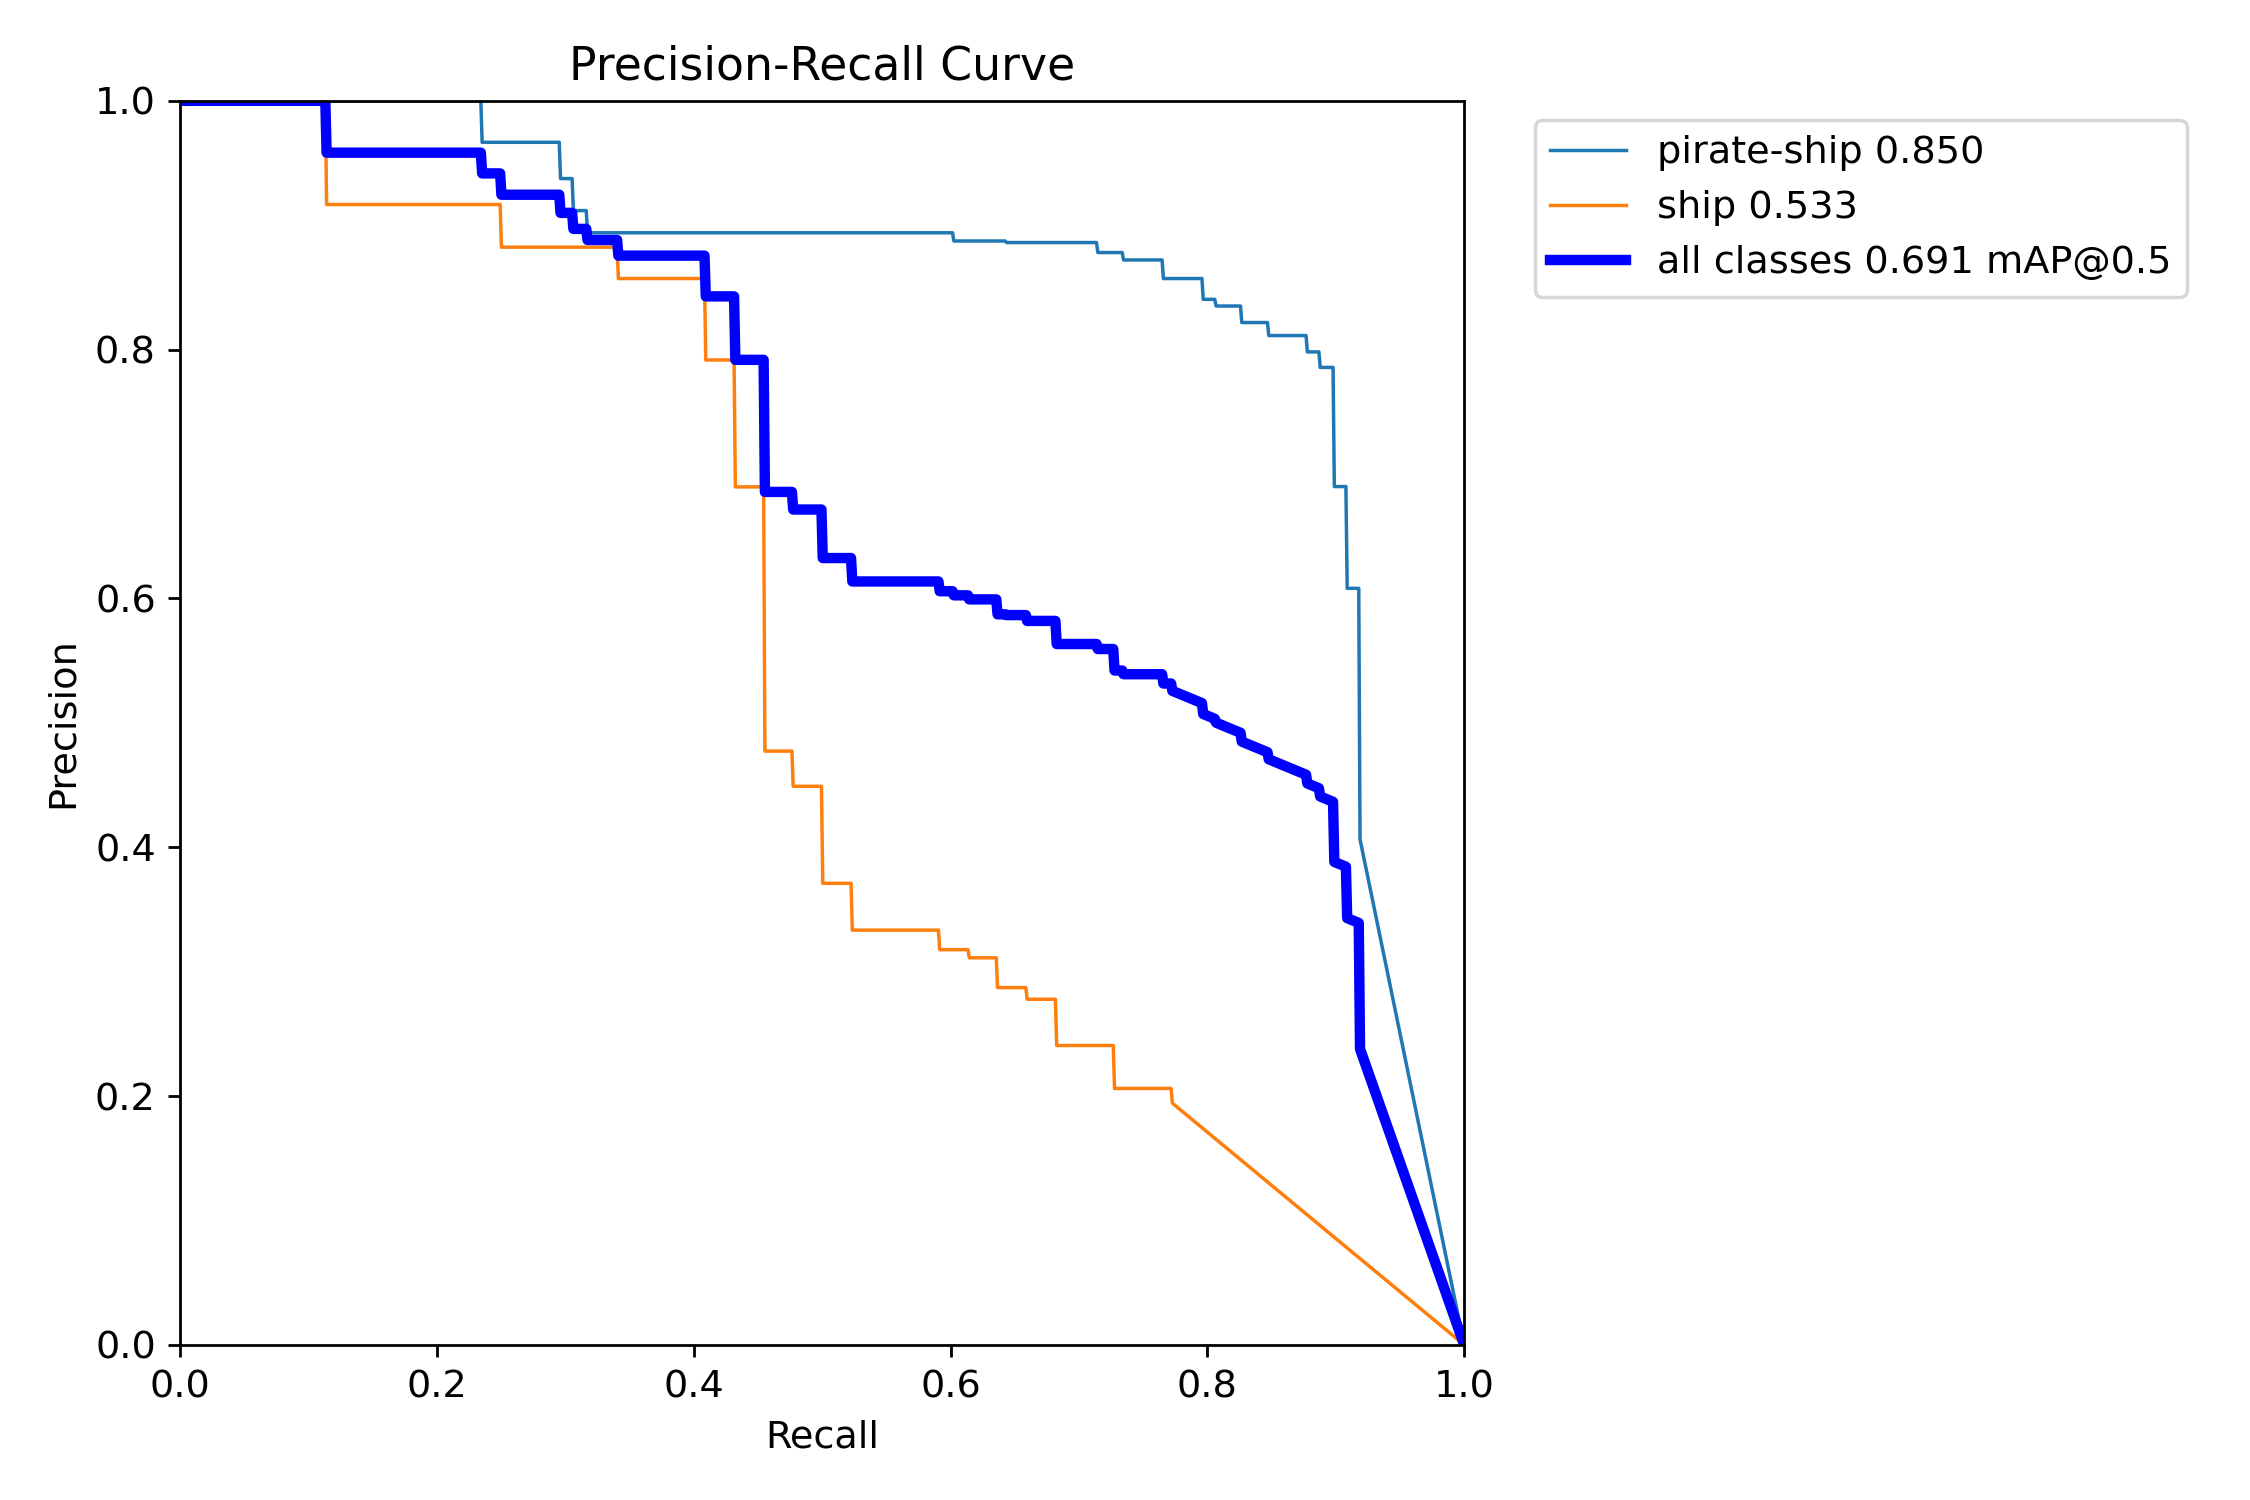 Precision-Recall Curve
1.0
0.8
0.6
0.4
0.2
0.0
Precision
0.0 0.2 0.4 0.6 0.8 1.0
Recall
pirate-ship 0.850
ship 0.533
all classes 0.691 mAP@0.5